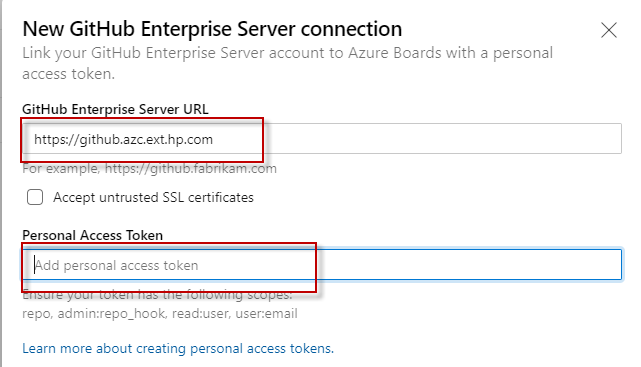 New GitHub Enterprise Server connection
Link your GitHub Enterprise Server account to Azure Boards with a personal
access token.
GitHub Enterprise Server URL
https://github.azc.ext.hp.com
For example, https://github.fabrikam.com
Accept untrusted SSL certificates
Personal Access Token
Add personal access token
Ensure your token has the following scopes:
repo, admin:repo_hook, read:user, user:email
Learn more about creating personal access tokens.